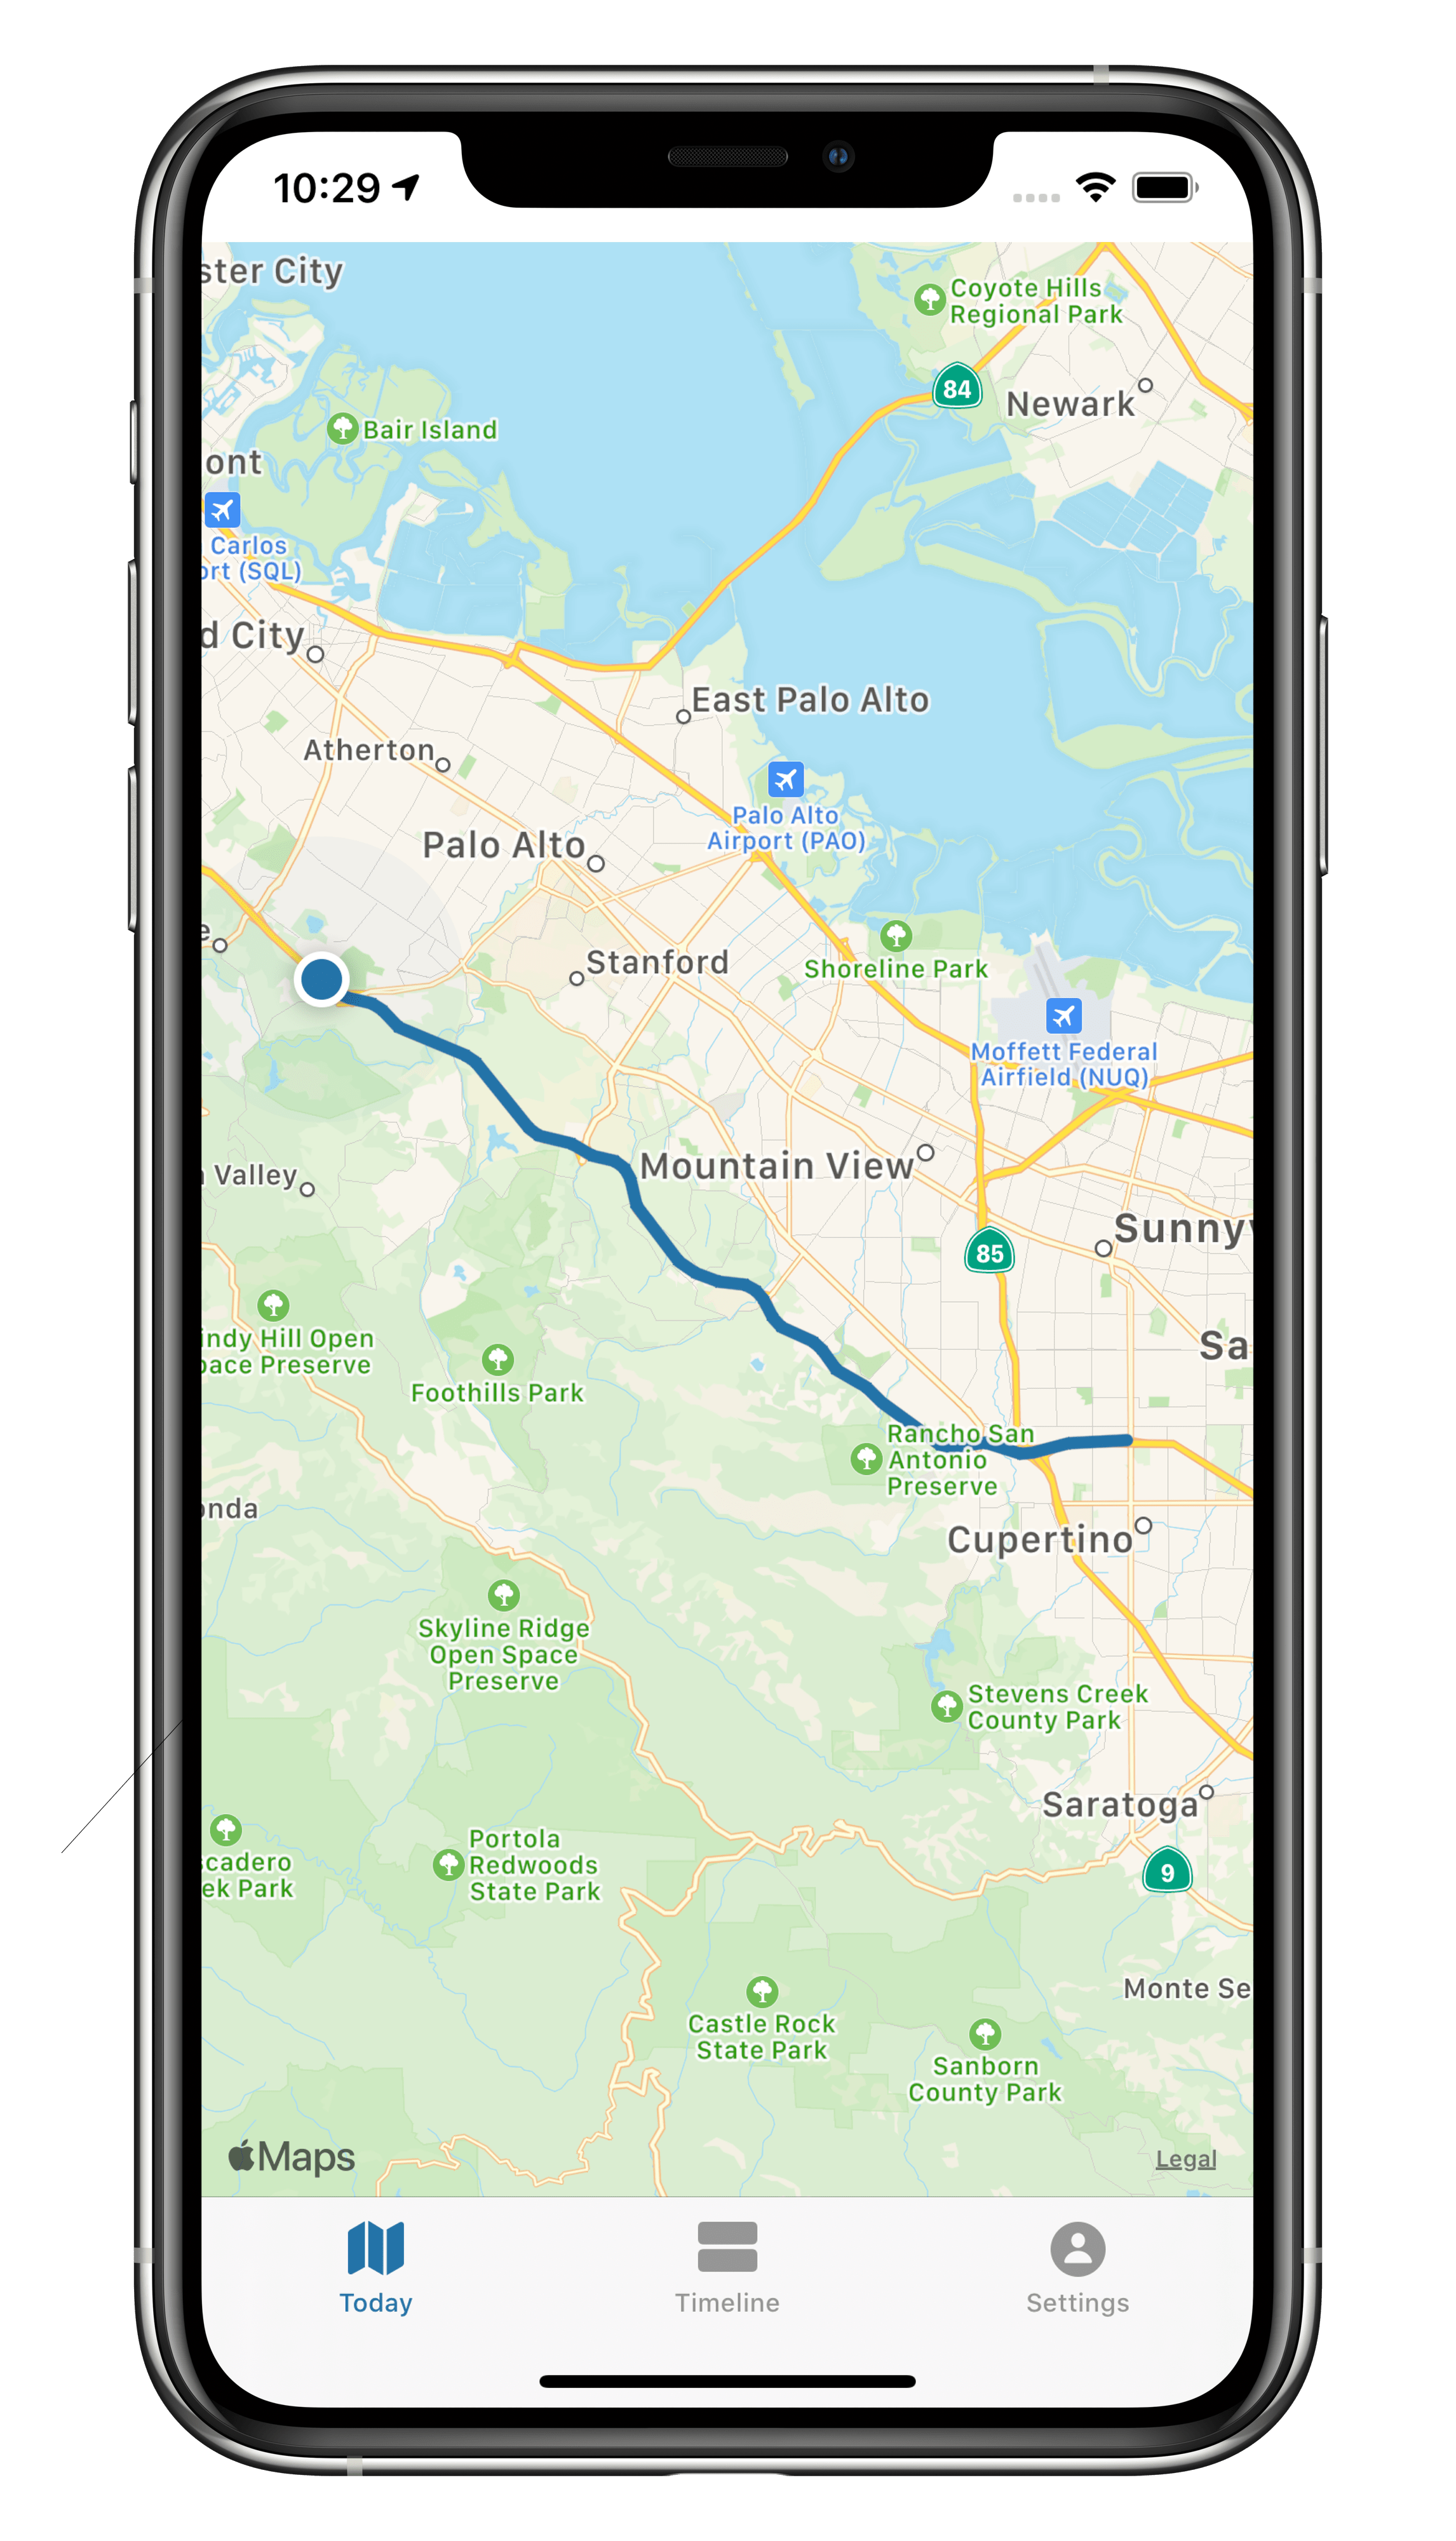 10:29
ster City
Coyote Hills
Regional Park
84
Newark
Bair Island
ont
Carlos
ort (SQL)
d City
East Palo Alto
Atherton
Palo Alto
Airport (PAO)
Palo Alto
e
Stanford
Shoreline Park
Moffett Federal
Airfield (NUQ)
Mountain View
Valley
Sunnyv
85
indy Hill Open
pace Preserve
Sa
Foothills Park
Rancho San
Antonio
Preserve
onda
Cupertino
Skyline Ridge
Open Space
Preserve
Stevens Creek
County Park
Saratoga
scadero
ek Park
Portola
Redwoods
State Park
9
Monte Se
Castle Rock
State Park
Sanborn
County Park
Maps
Legal
Today
Timeline
Settings